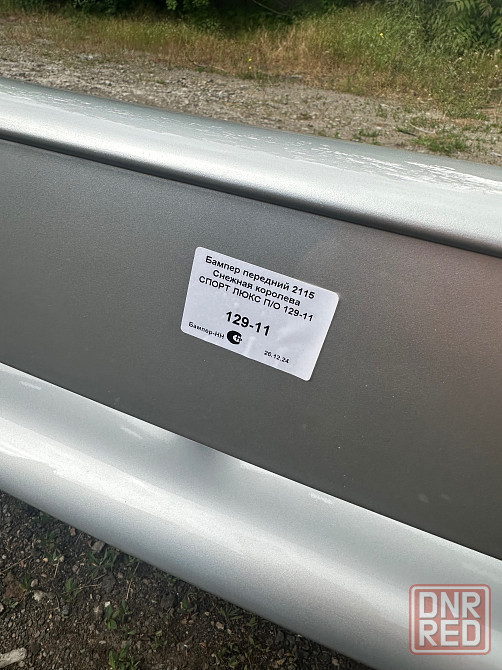 Бампер передний 2115
Снежная королева
СПОРТ ЛЮКС П/О 129-11
129-11
Бампер-НН
26.12.24
DNR
RED